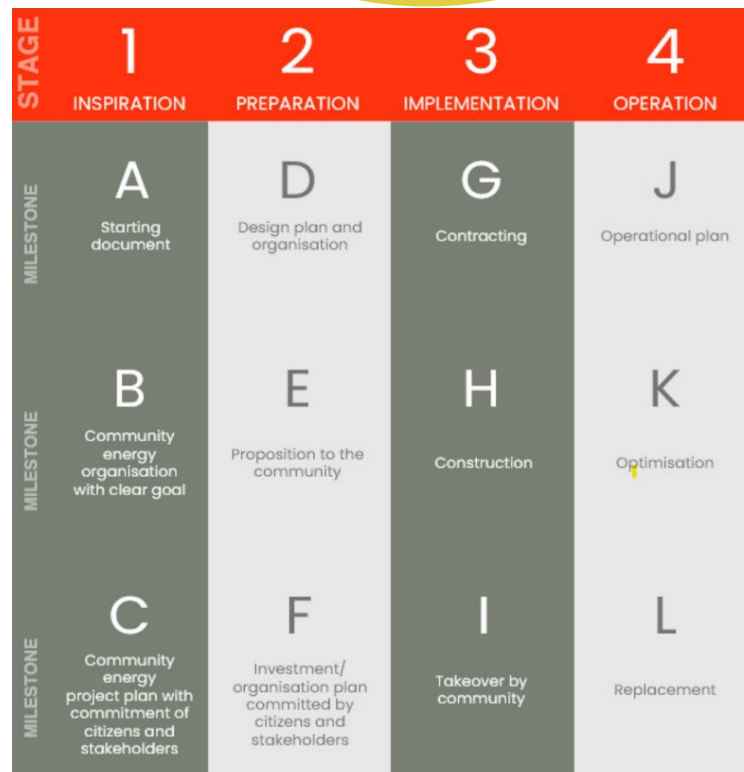 STAGE
1
2
3
4
INSPIRATION
PREPARATION
IMPLEMENTATION
OPERATION
MILESTONE
A
Starting
document
D
Design plan and
organisation
G
Contracting
J
Operational plan
MILESTONE
B
Community
energy
organisation
with clear goal
E
Proposition to the
community
H
Construction
K
Optimisation
MILESTONE
C
Community
energy
project plan with
commitment of
citizens and
stakeholders
F
Investment/
organisation plan
committed by
citizens and
stakeholders
I
Takeover by
community
L
Replacement